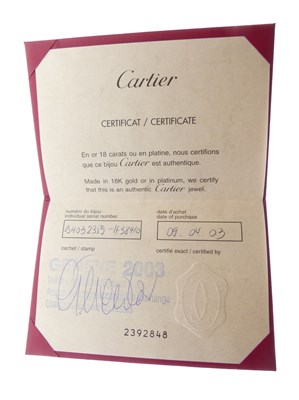 Cartier
CERTIFICAT / CERTIFICATE
En or 18 carats ou en platine, nous certifions
que ce bijou Cartier est authentique.
Made in 18K gold or in platinum, we certify
that this is an authentic Cartier jewel.
numéro du bijou
individual serial number
date d'achat
date of purchase
09 04 03
cachet / stamp
certifié exact / certified by
2003
2392848